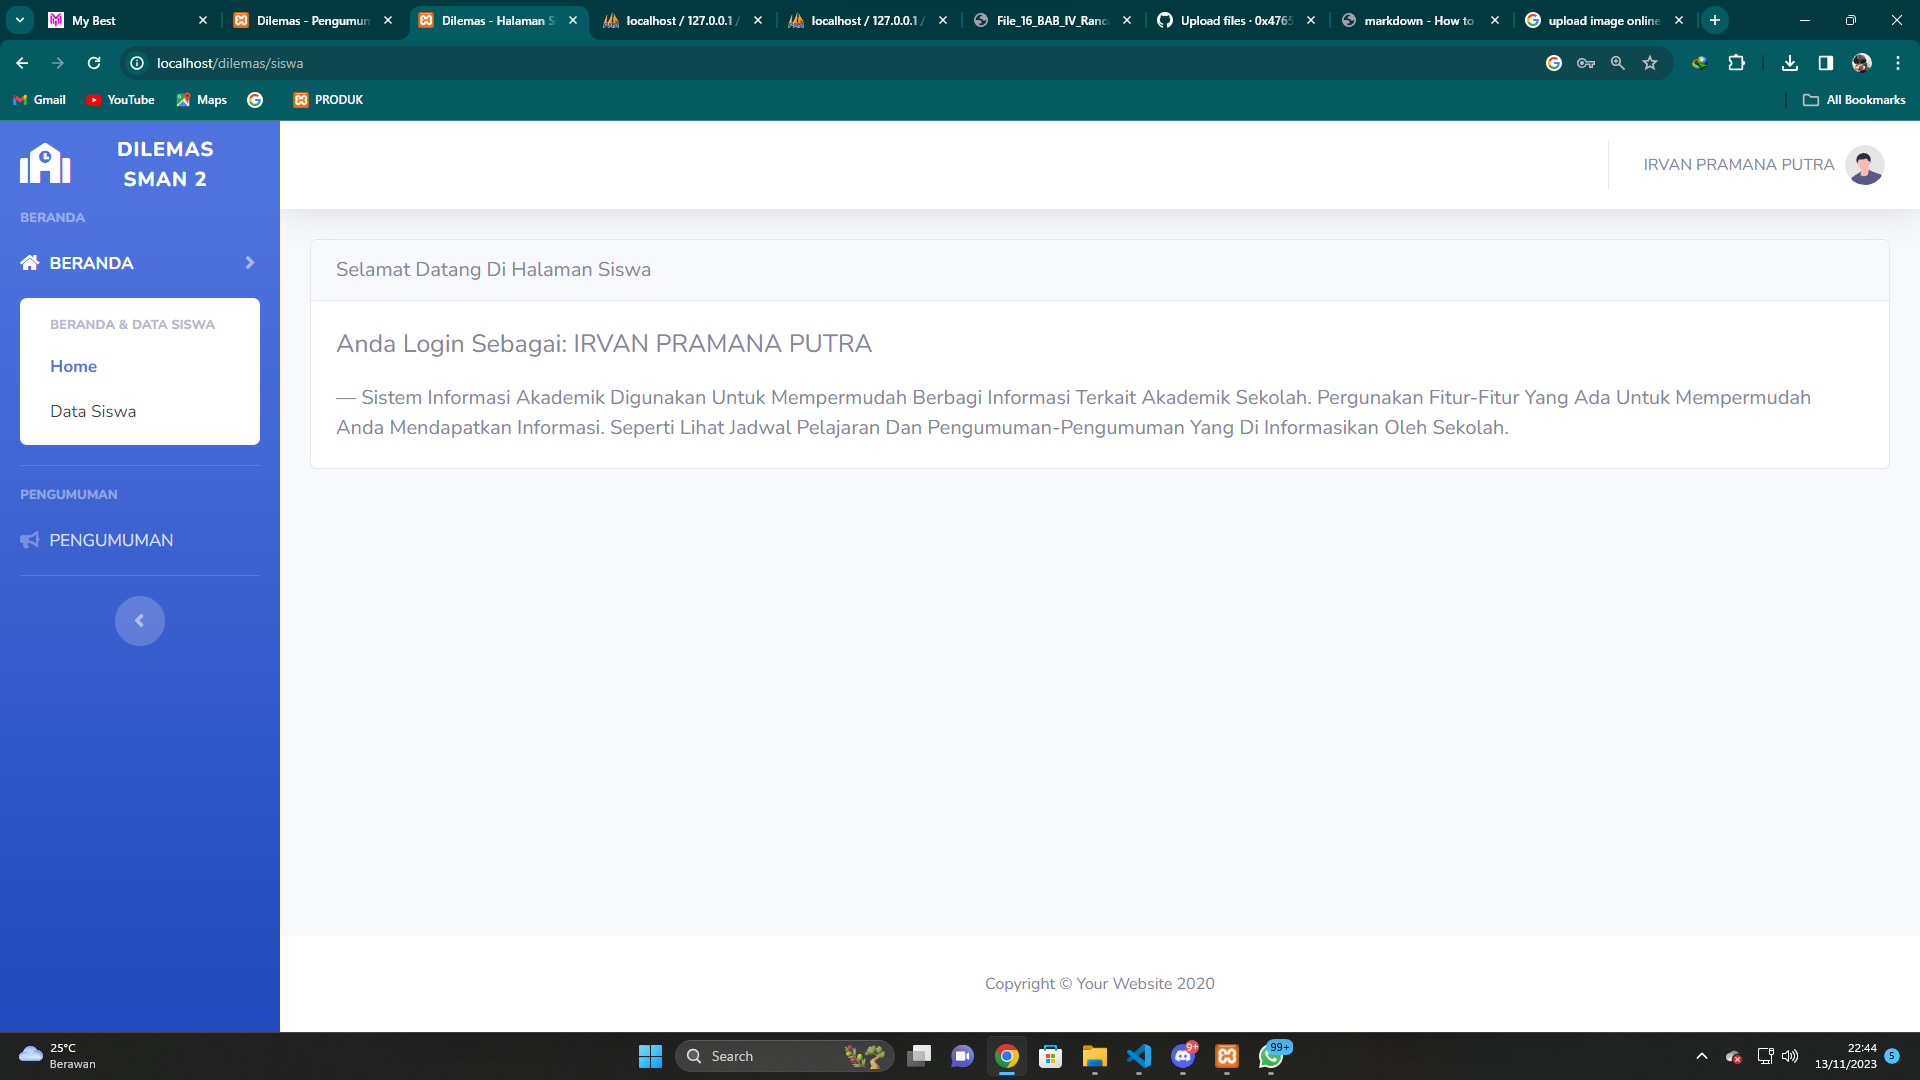 My Best
Dilemas - Pengumum
Dilemas - Halaman S
localhost / 127.0.0.1 /
localhost / 127.0.0.1 /
File_16_BAB_IV_Ranca
Upload files · 0x4765
markdown - How to
upload image online
localhost/dilemas/siswa
Gmail
YouTube
Maps
PRODUK
All Bookmarks
DILEMAS
SMAN 2
IRVAN PRAMANA PUTRA
BERANDA
BERANDA
BERANDA & DATA SISWA
Home
Data Siswa
PENGUMUMAN
PENGUMUMAN
Selamat Datang Di Halaman Siswa
Anda Login Sebagai: IRVAN PRAMANA PUTRA
— Sistem Informasi Akademik Digunakan Untuk Mempermudah Berbagi Informasi Terkait Akademik Sekolah. Pergunakan Fitur-Fitur Yang Ada Untuk Mempermudah
Anda Mendapatkan Informasi. Seperti Lihat Jadwal Pelajaran Dan Pengumuman-Pengumuman Yang Di Informasikan Oleh Sekolah.
Copyright © Your Website 2020
25°C
Berawan
Search
9+
99+
22:44
13/11/2023
5